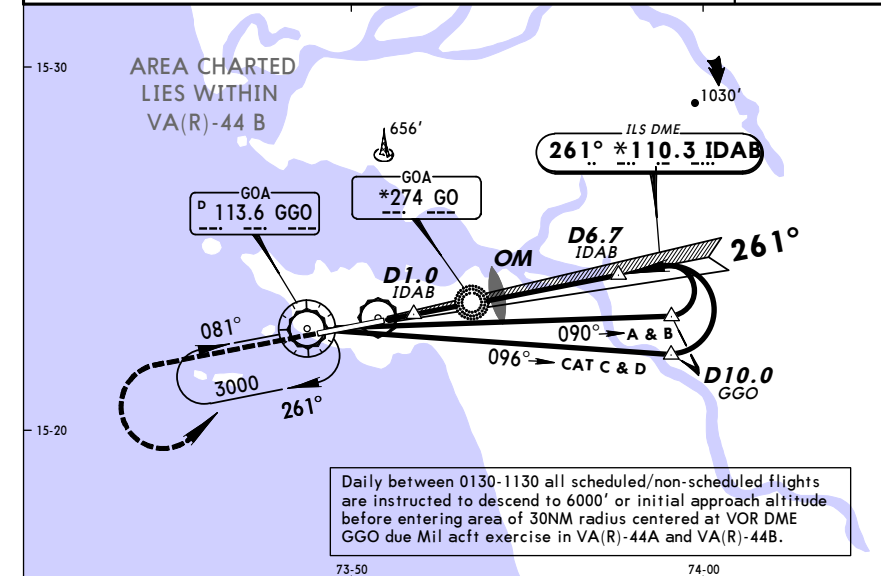 15-30
AREA CHARTED
LIES WITHIN
VA(R)-44 B
1030'
656'
ILS DME
261° *110.3 IDAB
GOA
*274 GO
GOA
D 113.6 GGO
D6.7
IDAB
261°
OM
D1.0
IDAB
081°
090° A & B
096° CAT C & D
3000
261°
D10.0
GGO
15-20
Daily between 0130-1130 all scheduled/non-scheduled flights
are instructed to descend to 6000' or initial approach altitude
before entering area of 30NM radius centered at VOR DME
GGO due Mil acft exercise in VA(R)-44A and VA(R)-44B.
73-50
74-00